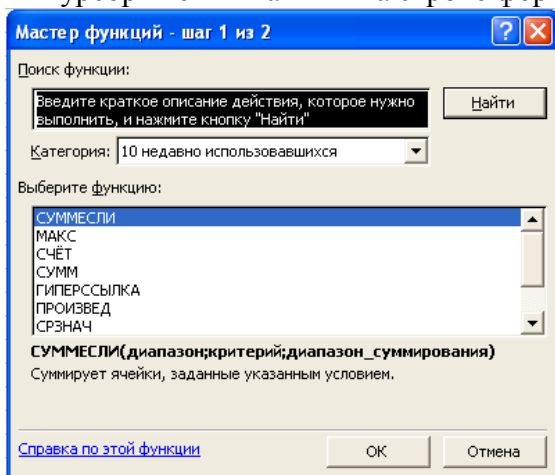 Мастер функций - шаг 1 из 2
Поиск функции:
Введите краткое описание действия, которое нужно
выполнить, и нажмите кнопку "Найти"
Найти
Категория: 10 недавно использовавшихся
Выберите функцию:
СУММЕСЛИ
МАКС
СЧЁТ
СУММ
ГИПЕРССЫЛКА
ПРОИЗВЕД
СРЗНАЧ
СУММЕСЛИ(диапазон;критерий;диапазон_суммирования)
Суммирует ячейки, заданные указанным условием.
Справка по этой функции
ОК
Отмена